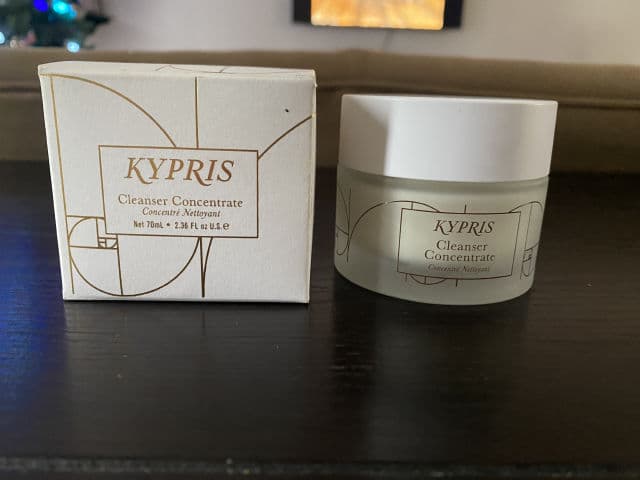 KYPRIS
Cleanser Concentrate
Concentré Nettoyant
Net 70mL • 2.36 FL oz U.S. e
KYPRIS
Cleanser
Concentrate
Concentré Nettoyant